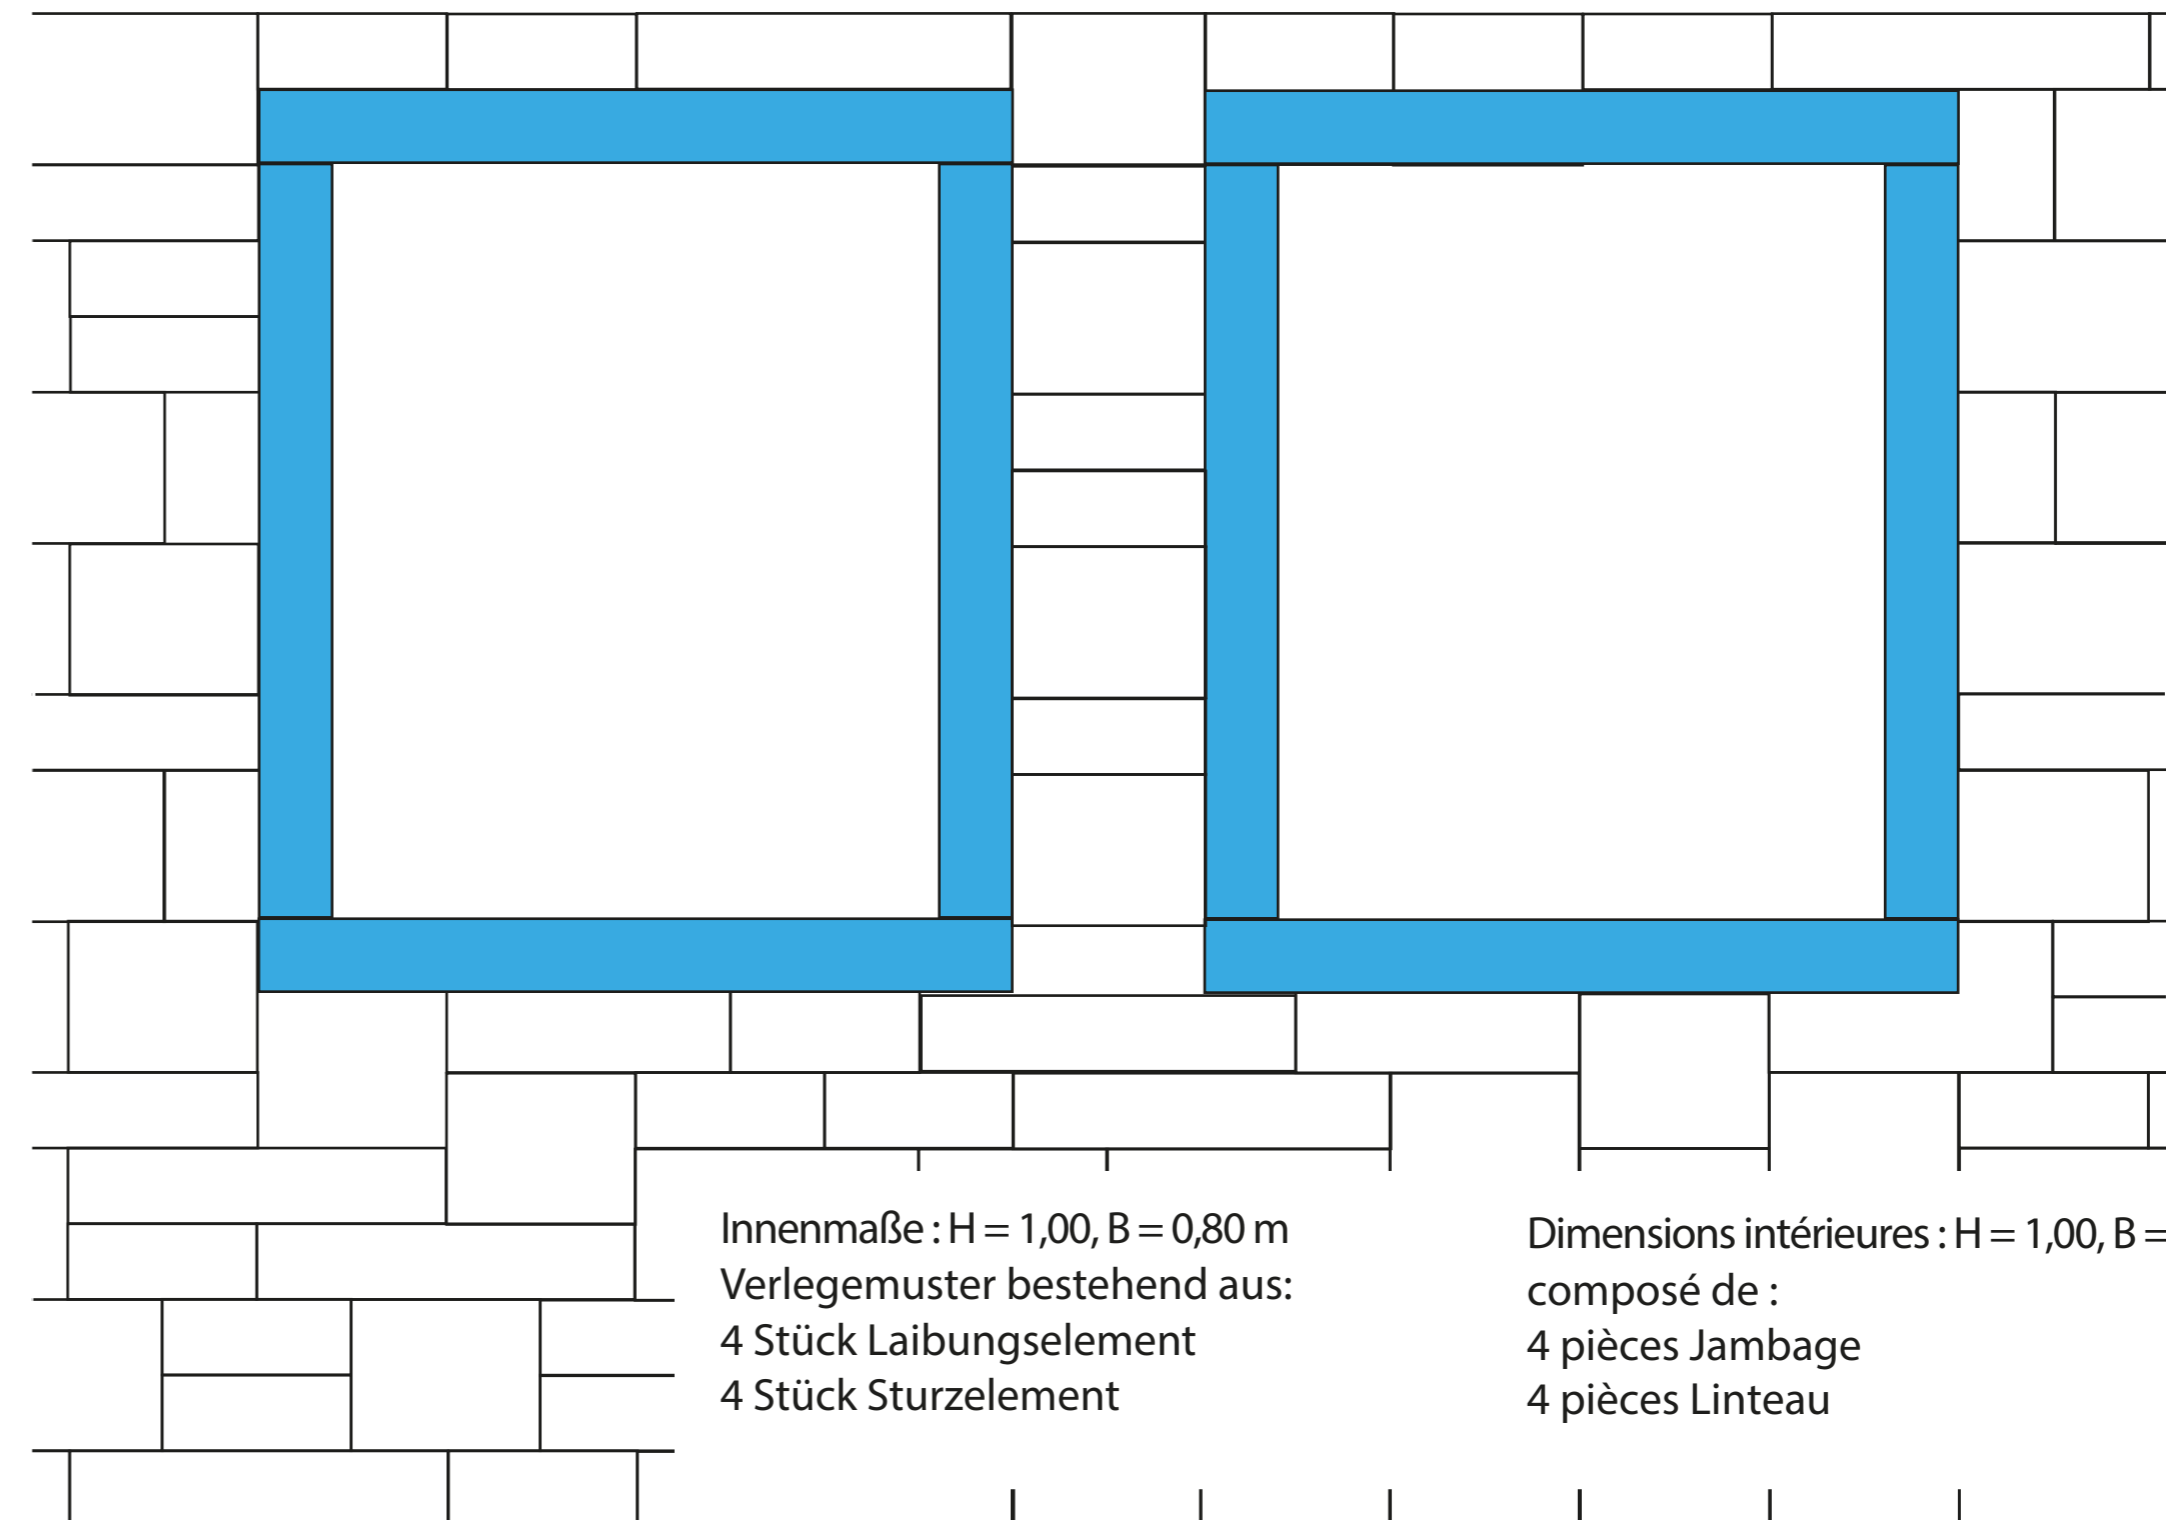 Innenmaße : H = 1,00, B = 0,80 m
Verlegemuster bestehend aus:
4 Stück Laibungselement
4 Stück Sturzelement
Dimensions intérieures : H = 1,00, B =
composé de :
4 pièces Jambage
4 pièces Linteau